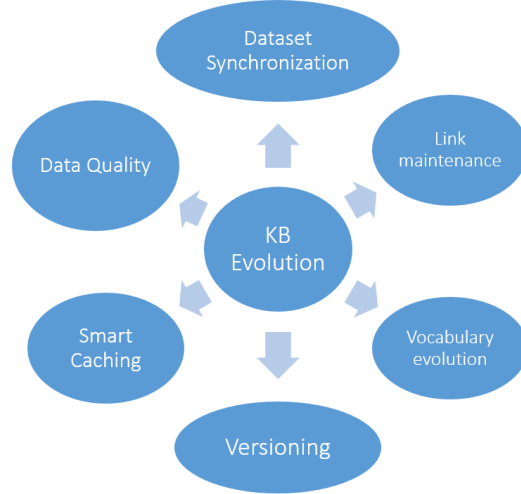 Dataset
Synchronization
Link
maintenance
Data Quality
KB
Evolution
Smart
Caching
Vocabulary
evolution
Versioning